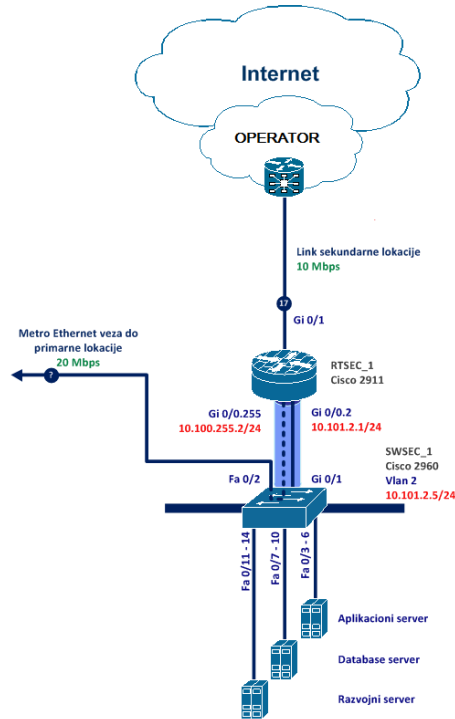 Internet
OPERATOR
Link sekundarne lokacije
10 Mbps
17
Gi 0/1
Metro Ethernet veza do
primarne lokacije
20 Mbps
?
RTSEC_1
Cisco 2911
Gi 0/0.255
10.100.255.2/24
Gi 0/0.2
10.101.2.1/24
SWSEC_1
Cisco 2960
Vlan 2
10.101.2.5/24
Fa 0/2
Gi 0/1
Fa 0/11 - 14
Fa 0/7 - 10
Fa 0/3 - 6
Aplikacioni server
Database server
Razvojni server